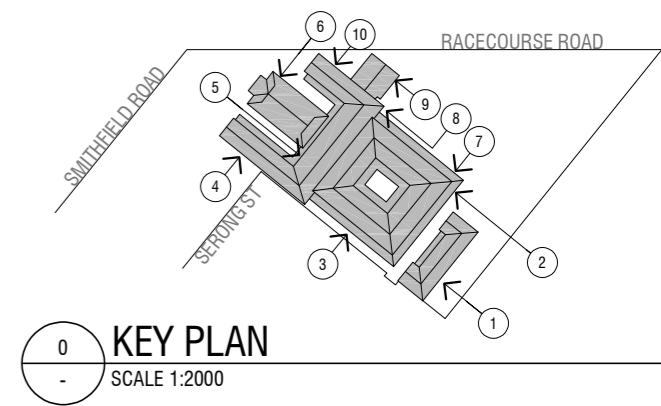 6
10
RACECOURSE ROAD
5
9
SMITHFIELD ROAD
8
7
4
SERONG ST
3
2
1
0
KEY PLAN
-
SCALE 1:2000